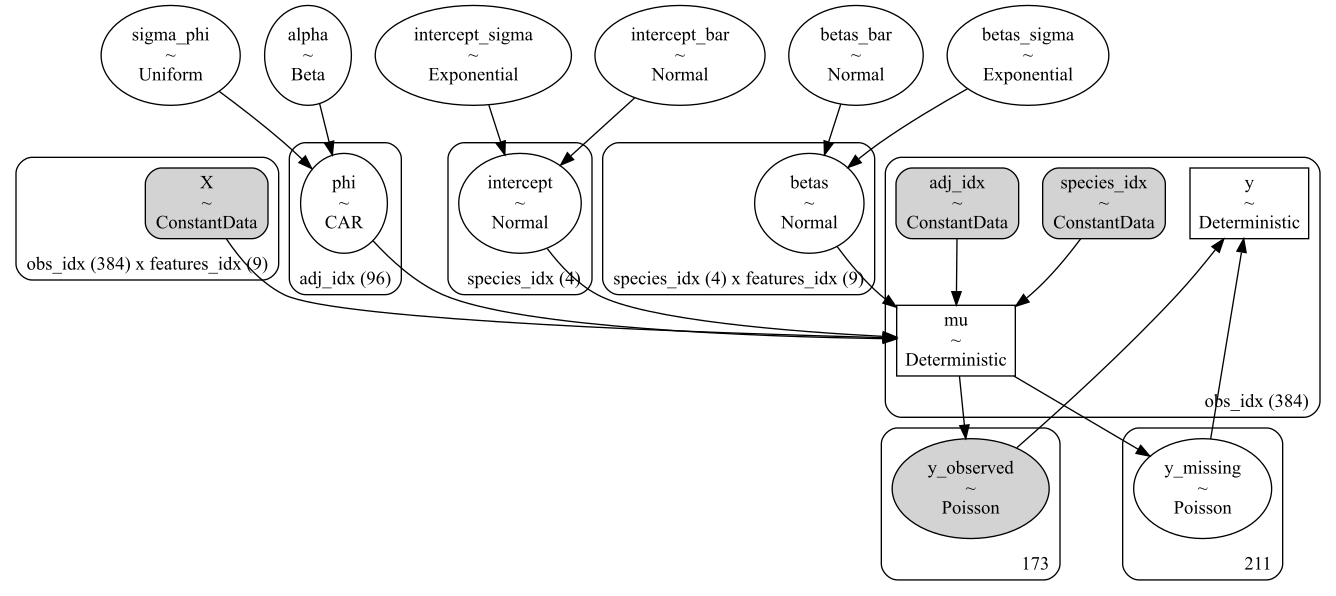 sigma_phi
~
Uniform
alpha
~
Beta
intercept_sigma
~
Exponential
intercept_bar
~
Normal
betas_bar
~
Normal
betas_sigma
~
Exponential
X
~
ConstantData
obs_idx (384) x features_idx (9)
phi
~
CAR
adj_idx (96)
intercept
~
Normal
species_idx (4)
betas
~
Normal
species_idx (4) x features_idx (9)
adj_idx
~
ConstantData
species_idx
~
ConstantData
y
~
Deterministic
mu
~
Deterministic
obs_idx (384)
y_observed
~
Poisson
173
y_missing
~
Poisson
211